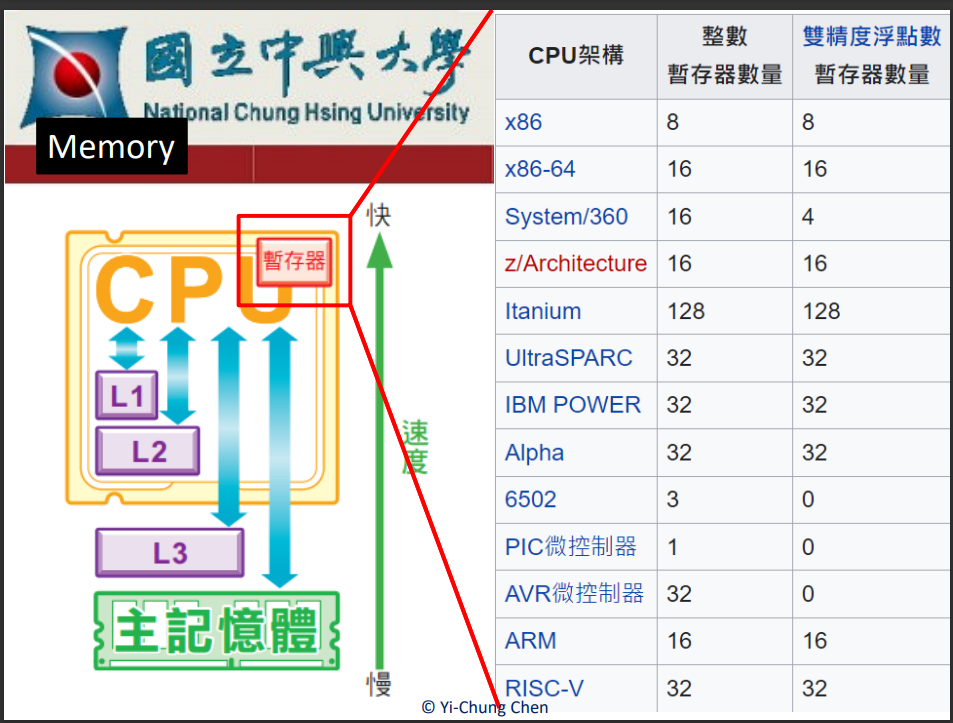 國立中興大學
National Chung Hsing University
Memory
快
CPU
暫存器
L1
L2
L3
主記憶體
速度
慢
CPU架構 整數暫存器數量 雙精度浮點數暫存器數量
x86 8 8
x86-64 16 16
System/360 16 4
z/Architecture 16 16
Itanium 128 128
UltraSPARC 32 32
IBM POWER 32 32
Alpha 32 32
6502 3 0
PIC微控制器 1 0
AVR微控制器 32 0
ARM 16 16
RISC-V 32 32
© Yi-Chung Chen